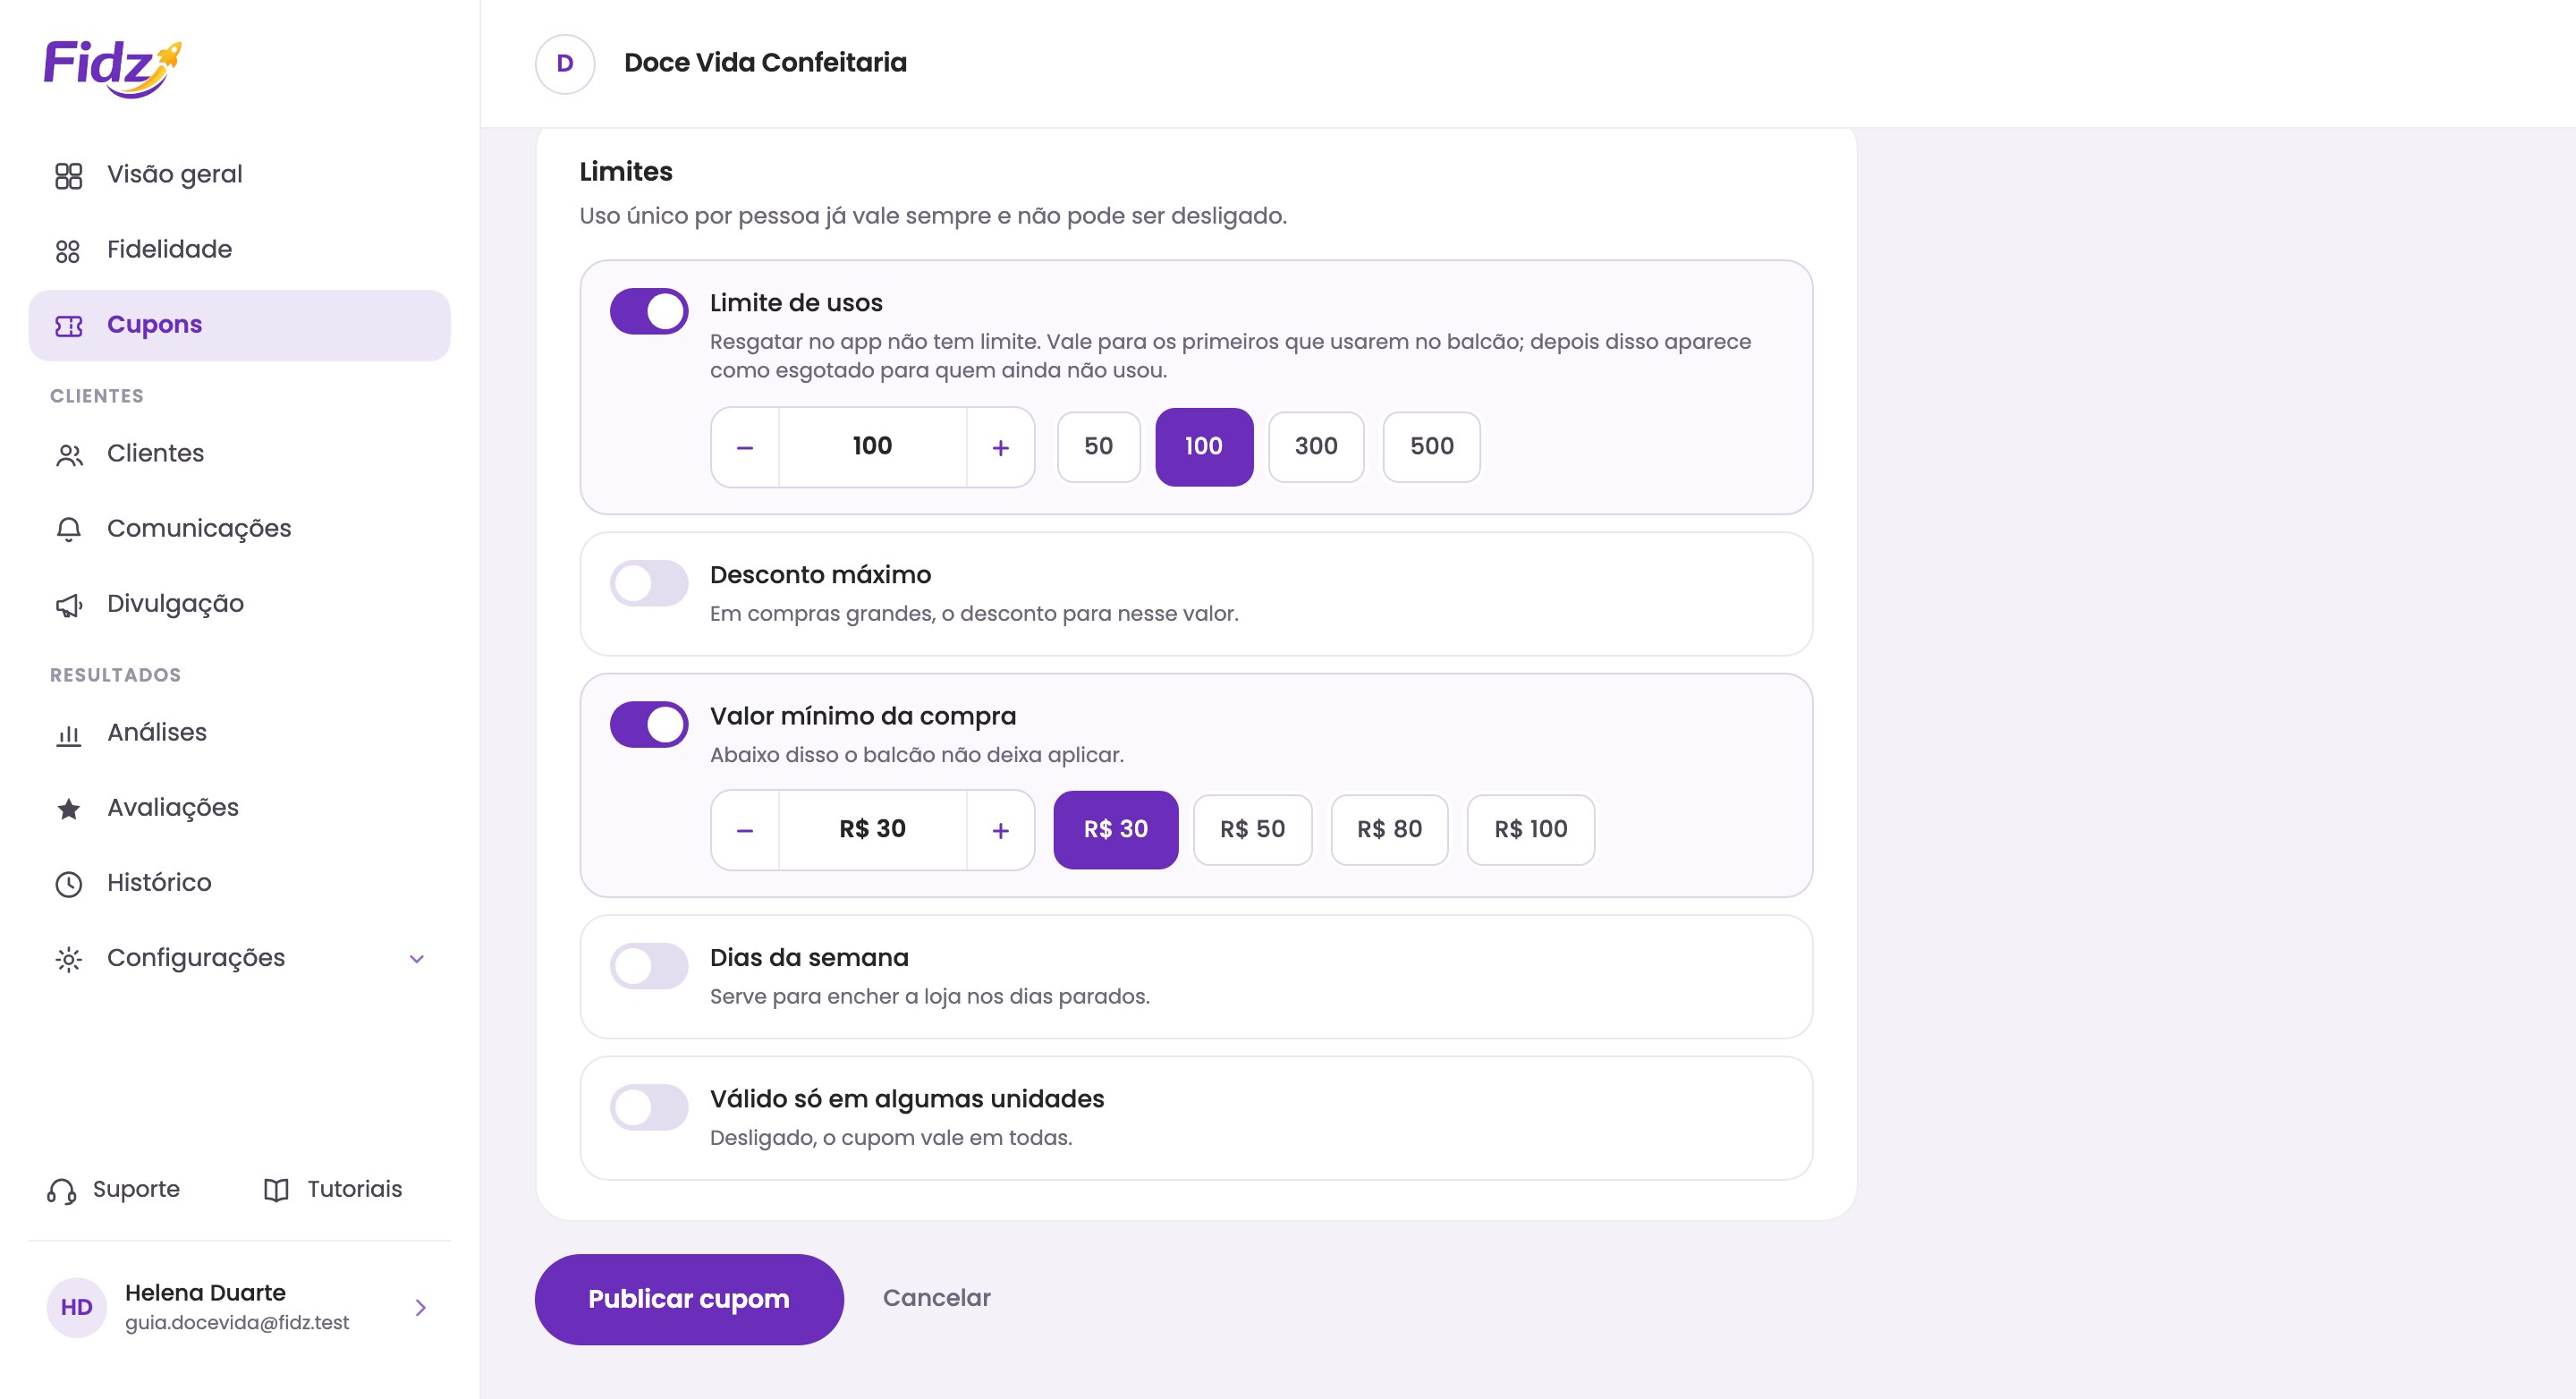 Fidz
Visão geral
Fidelidade
Cupons
CLIENTES
Clientes
Comunicações
Divulgação
RESULTADOS
Análises
Avaliações
Histórico
Configurações
Suporte
Tutoriais
HD
Helena Duarte
guia.docevida@fidz.test
D
Doce Vida Confeitaria
Limites
Uso único por pessoa já vale sempre e não pode ser desligado.
Limite de usos
Resgatar no app não tem limite. Vale para os primeiros que usarem no balcão; depois disso aparece
como esgotado para quem ainda não usou.
− 100 + 50 100 300 500
Desconto máximo
Em compras grandes, o desconto para nesse valor.
Valor mínimo da compra
Abaixo disso o balcão não deixa aplicar.
− R$ 30 + R$ 30 R$ 50 R$ 80 R$ 100
Dias da semana
Serve para encher a loja nos dias parados.
Válido só em algumas unidades
Desligado, o cupom vale em todas.
Publicar cupom
Cancelar